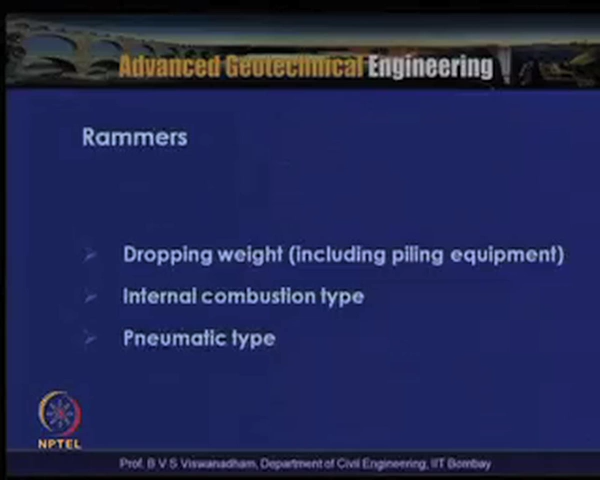 Advanced Geotechnical Engineering
Rammers
Dropping weight (including piling equipment)
Internal combustion type
Pneumatic type
NPTEL
Prof. B V S Viswanadham, Department of Civil Engineering, IIT Bombay